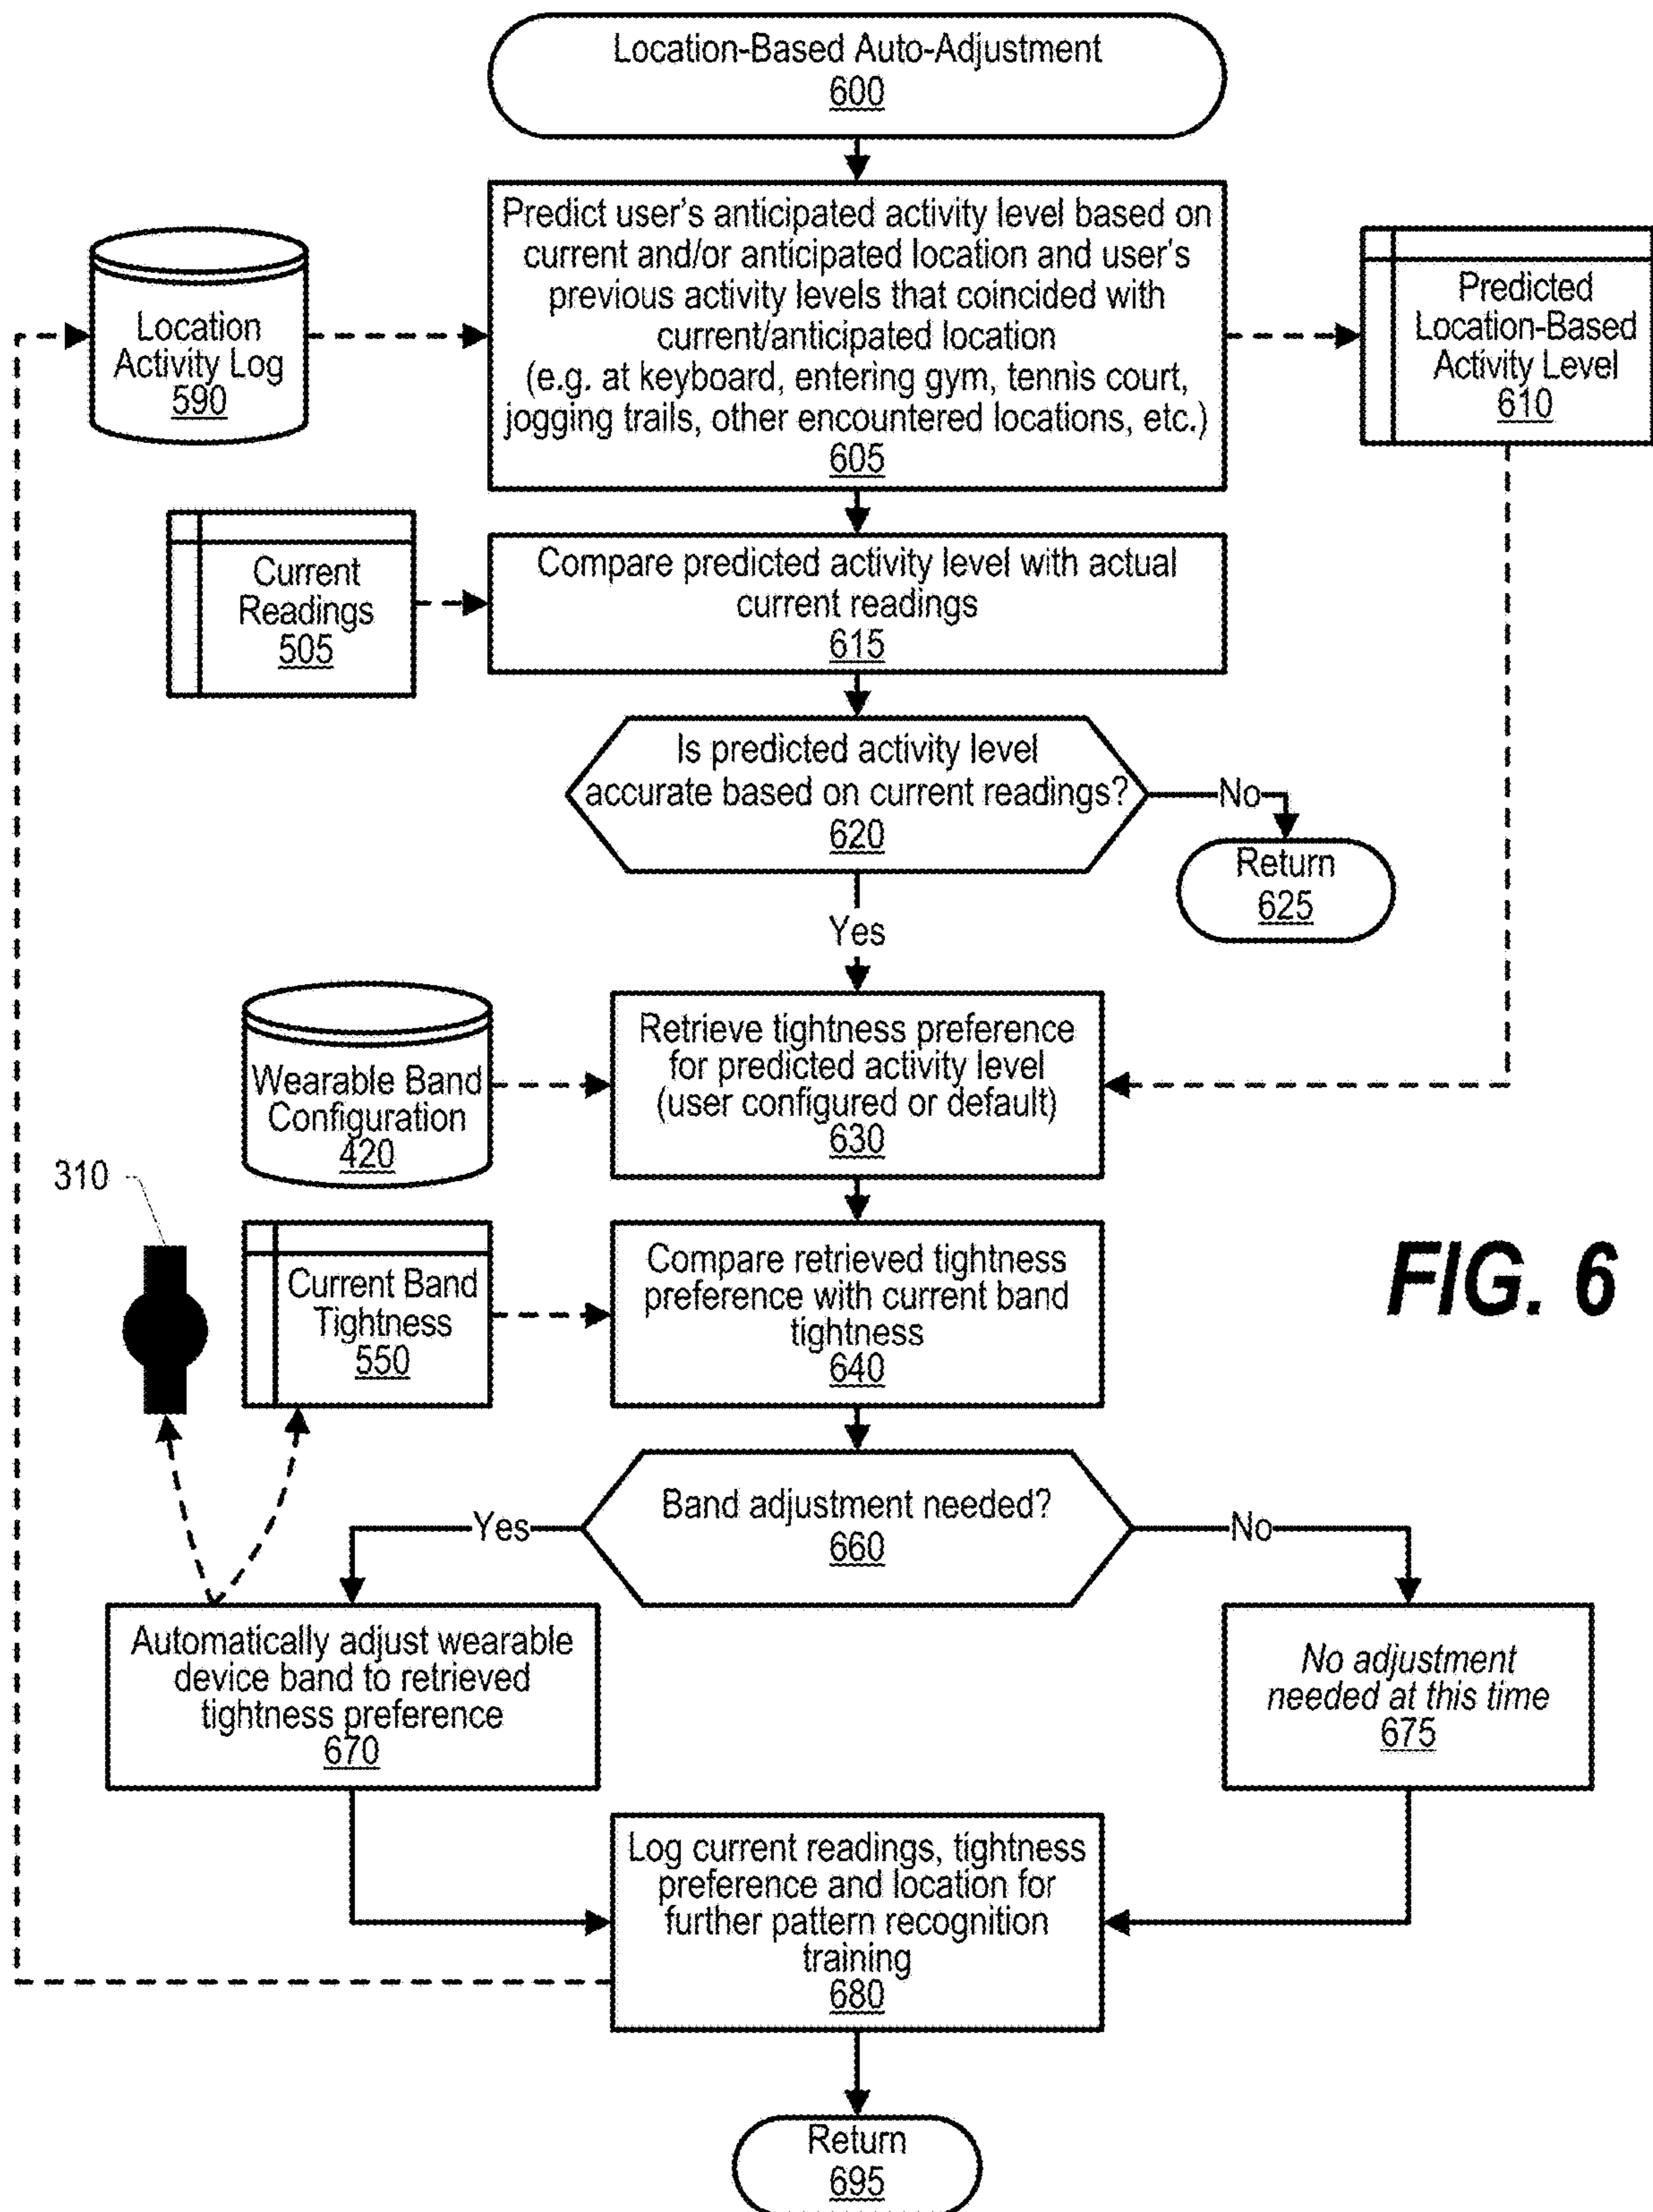 Location-Based Auto-Adjustment
600
Predict user's anticipated activity level based on
current and/or anticipated location and user's
previous activity levels that coincided with
current/anticipated location
(e.g. at keyboard, entering gym, tennis court,
jogging trails, other encountered locations, etc.)
605
Location
Activity Log
590
Predicted
Location-Based
Activity Level
610
Current
Readings
505
Compare predicted activity level with actual
current readings
615
Is predicted activity level
accurate based on current readings?
620
No
Return
625
Yes
Wearable Band
Configuration
420
Retrieve tightness preference
for predicted activity level
(user configured or default)
630
310
Current Band
Tightness
550
Compare retrieved tightness
preference with current band
tightness
640
FIG. 6
Band adjustment needed?
660
Yes
No
Automatically adjust wearable
device band to retrieved
tightness preference
670
No adjustment
needed at this time
675
Log current readings, tightness
preference and location for
further pattern recognition
training
680
Return
695